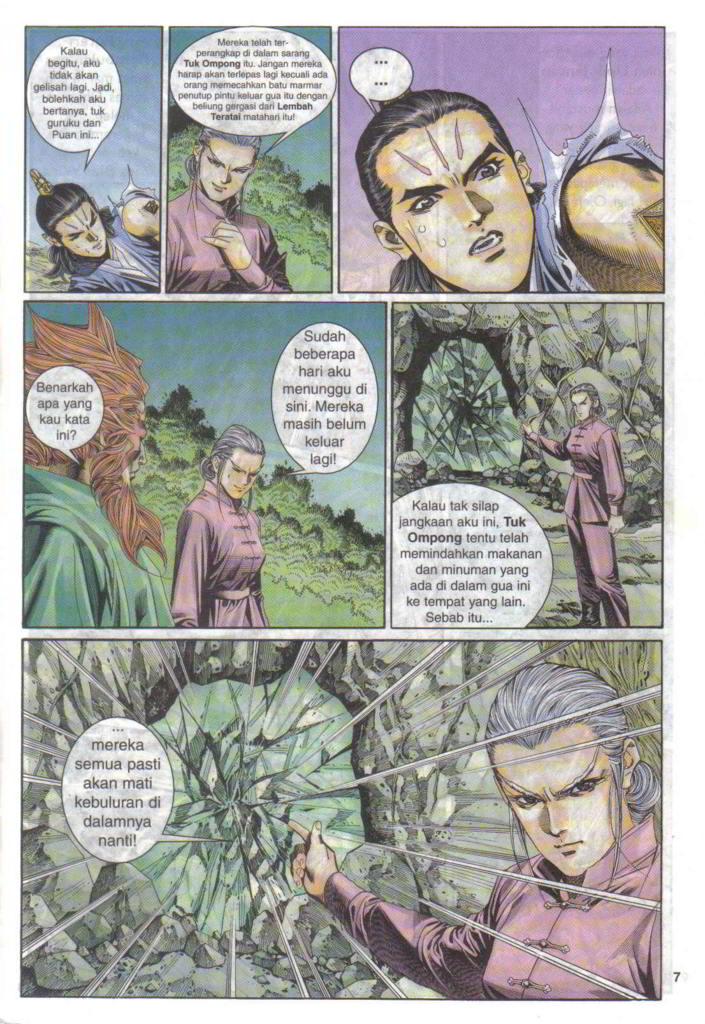 Kalau
begitu, aku
tidak akan
gelisah lagi. Jadi,
bolehkah aku
bertanya, tuk
guruku dan
Puan ini...
Mereka telah ter-
perangkap di dalam sarang
Tuk Ompong itu. Jangan mereka
harap akan terlepas lagi kecuali ada
orang memecahkan batu marmar
penutup pintu keluar gua itu dengan
beliung gergasi dari Lembah
Teratai matahari itu!
...
...
Benarkah
apa yang
kau kata
ini?
Sudah
beberapa
hari aku
menunggu di
sini. Mereka
masih belum
keluar
lagi!
Kalau tak silap
jangkaan aku ini, Tuk
Ompong tentu telah
memindahkan makanan
dan minuman yang
ada di dalam gua ini
ke tempat yang lain.
Sebab itu...
...
mereka
semua pasti
akan mati
kebuluran di
dalamnya
nanti!
7